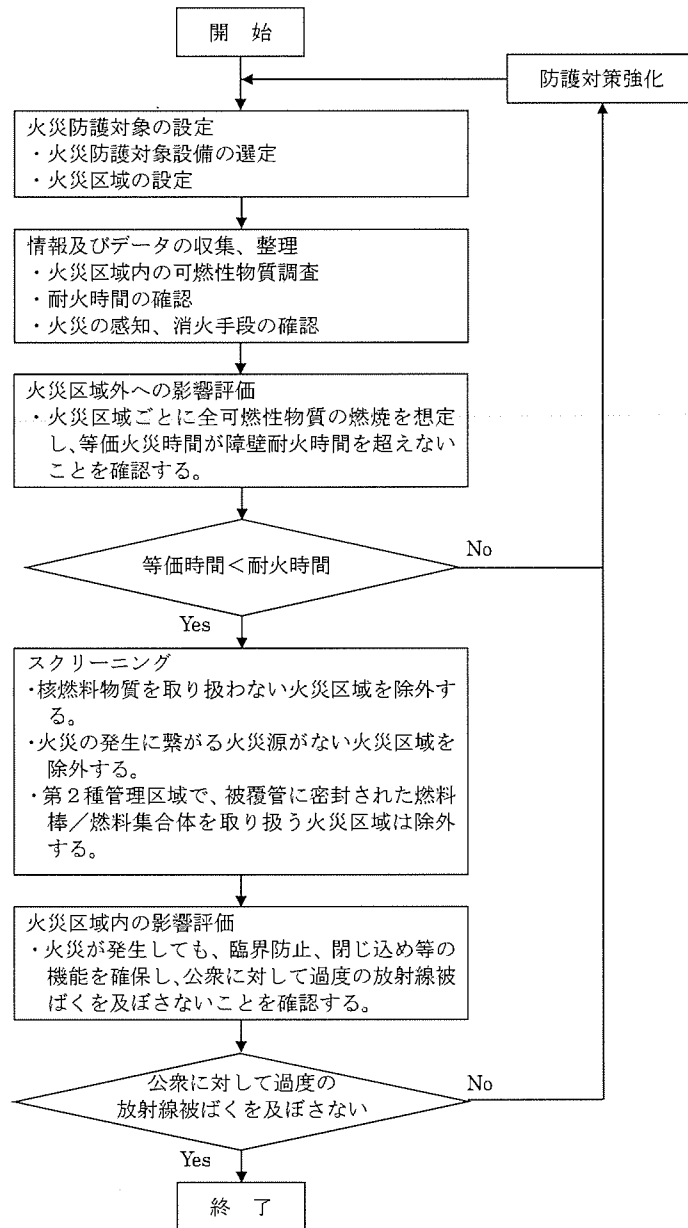 開 始
防護対策強化
火災防護対象の設定
・火災防護対象設備の選定
・火災区域の設定
情報及びデータの収集、整理
・火災区域内の可燃性物質調査
・耐火時間の確認
・火災の感知、消火手段の確認
火災区域外への影響評価
・火災区域ごとに全可燃性物質の燃焼を想定
し、等価火災時間が障壁耐火時間を超えない
ことを確認する。
等価時間<耐火時間
No
Yes
スクリーニング
・核燃料物質を取り扱わない火災区域を除外す
る。
・火災の発生に繋がる火災源がない火災区域を
除外する。
・第2種管理区域で、被覆管に密封された燃料
棒/燃料集合体を取り扱う火災区域は除外
する。
火災区域内の影響評価
・火災が発生しても、臨界防止、閉じ込め等の
機能を確保し、公衆に対して過度の放射線被
ばくを及ぼさないことを確認する。
公衆に対して過度の
放射線被ばくを及ぼさない
No
Yes
終 了